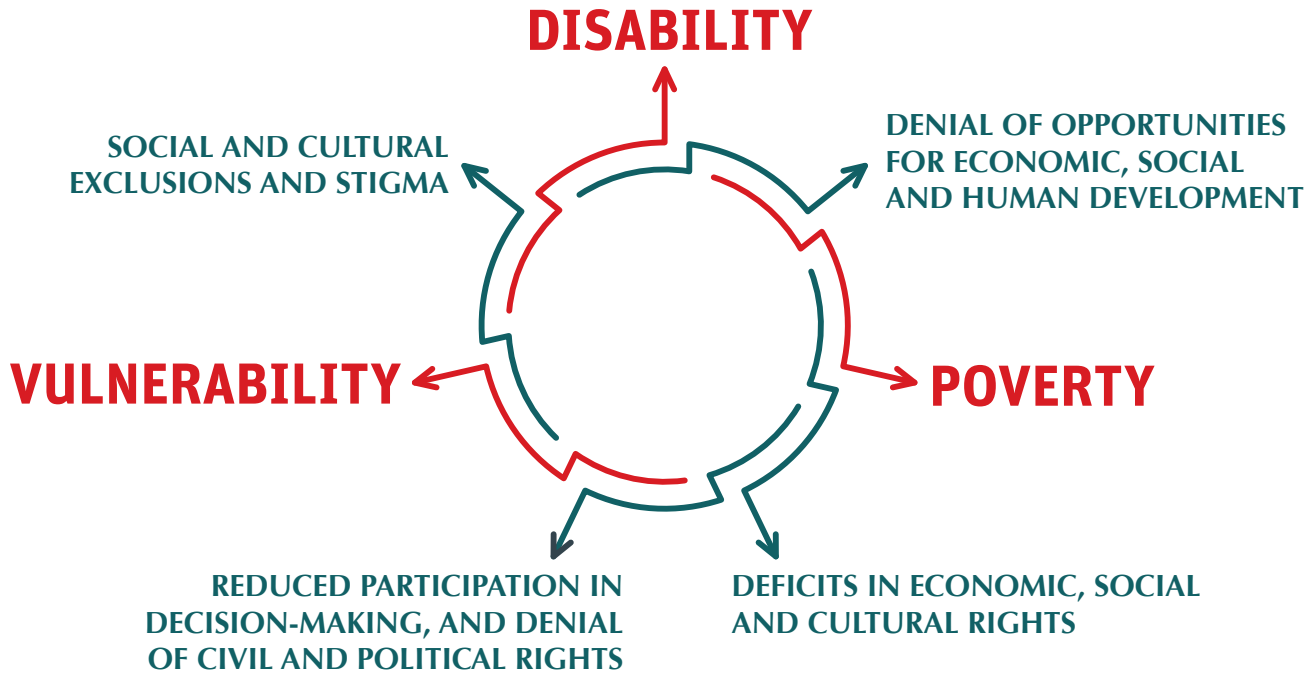 DISABILITY
DENIAL OF OPPORTUNITIES
FOR ECONOMIC, SOCIAL
AND HUMAN DEVELOPMENT
POVERTY
DEFICITS IN ECONOMIC, SOCIAL
AND CULTURAL RIGHTS
REDUCED PARTICIPATION IN
DECISION-MAKING, AND DENIAL
OF CIVIL AND POLITICAL RIGHTS
VULNERABILITY
SOCIAL AND CULTURAL
EXCLUSIONS AND STIGMA